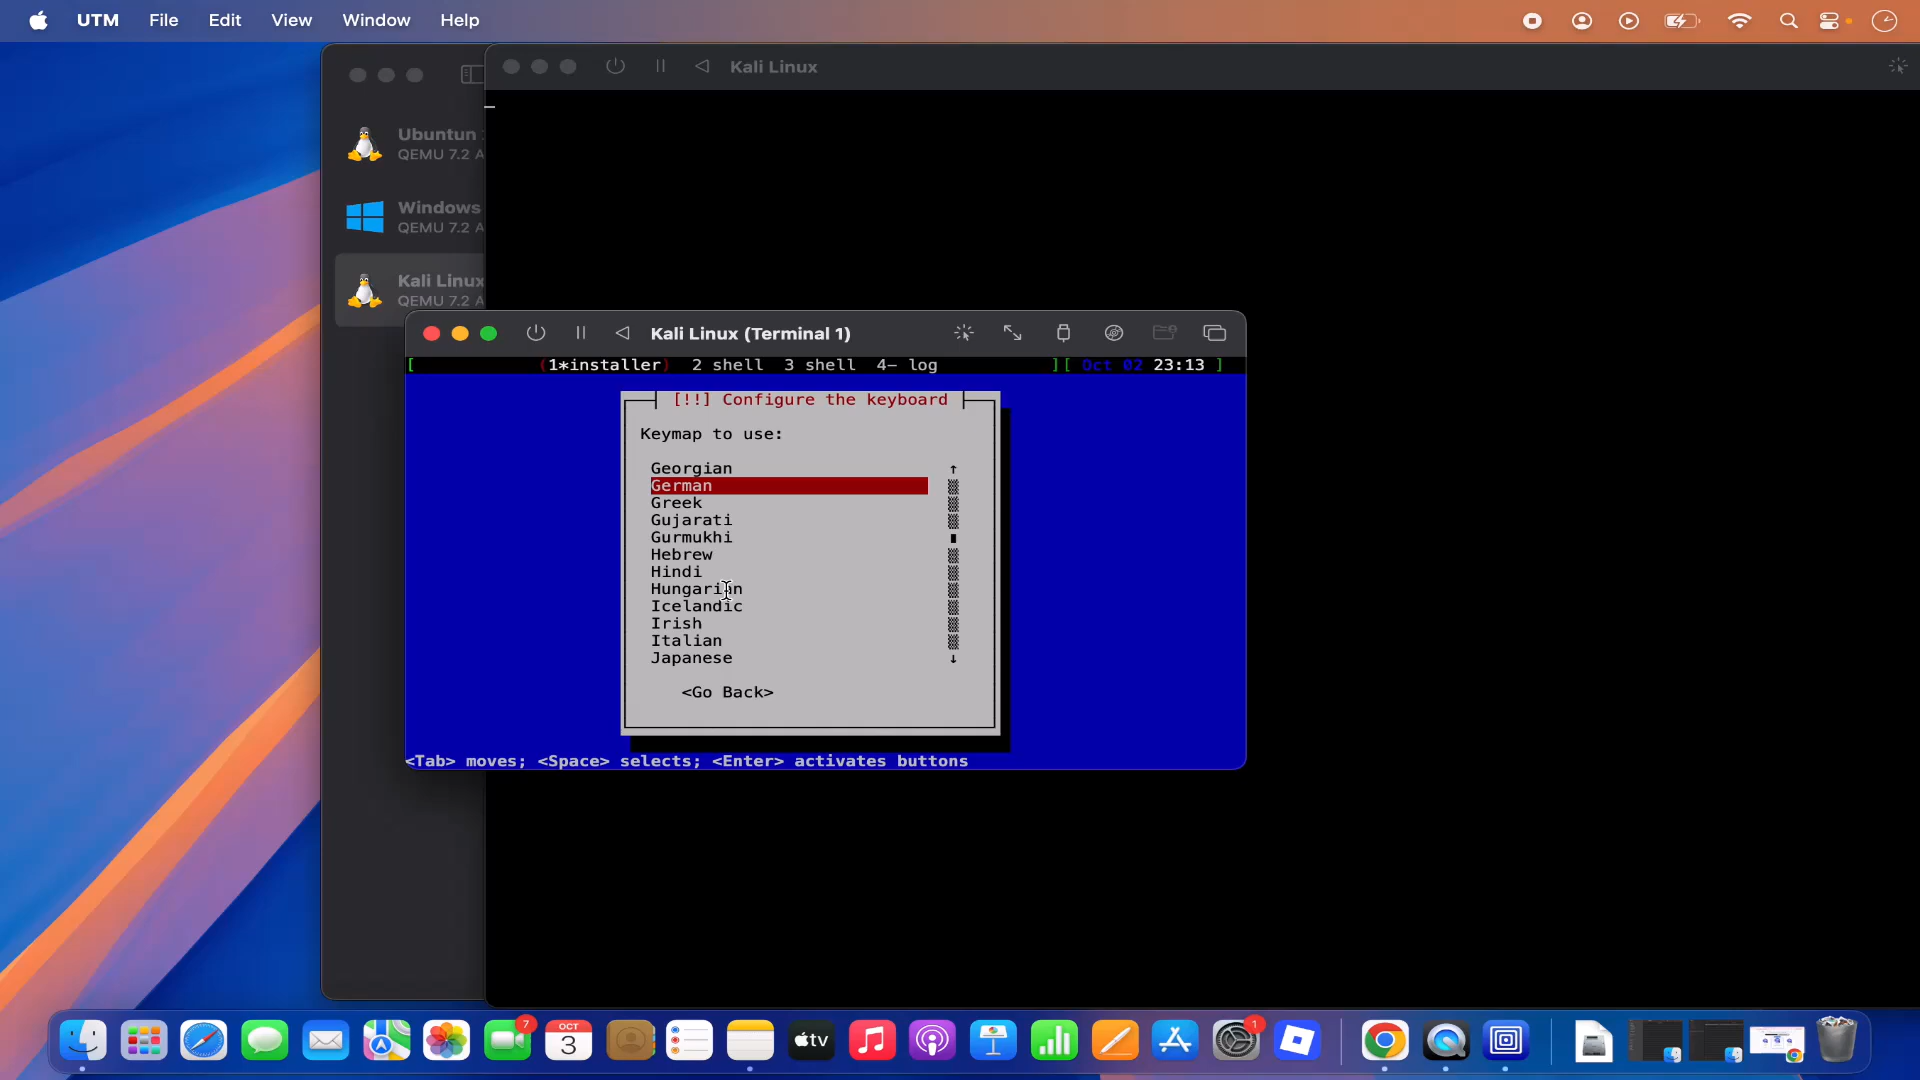 UTM File Edit View Window Help
Kali Linux
Ubuntun
QEMU 7.2 A
Windows
QEMU 7.2 A
Kali Linux
QEMU 7.2 A
Kali Linux (Terminal 1)
[ (1*installer) 2 shell 3 shell 4- log ][ Oct 02 23:13 ]
[!!] Configure the keyboard
Keymap to use:
Georgian
German
Greek
Gujarati
Gurmukhi
Hebrew
Hindi
Hungarian
Icelandic
Irish
Italian
Japanese
<Go Back>
<Tab> moves; <Space> selects; <Enter> activates buttons
7
OCT
3
tv
1